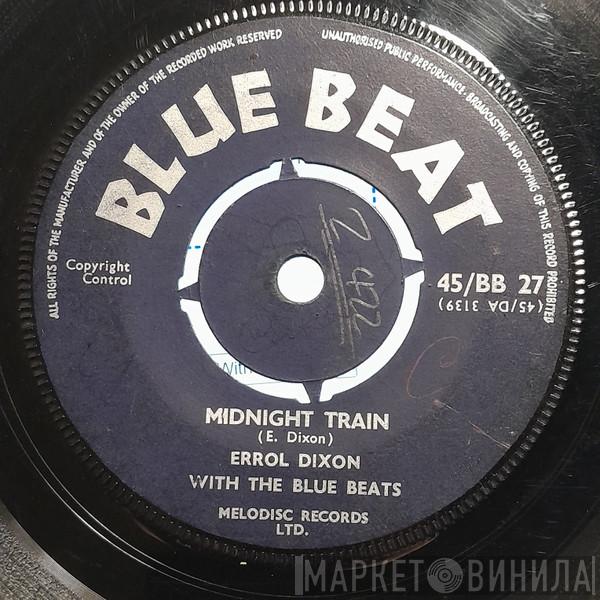 ALL RIGHTS OF THE MANUFACTURER AND OF THE OWNER OF THE RECORDED WORK RESERVED
UNAUTHORISED PUBLIC PERFORMANCE, BROADCASTING AND COPYING OF THIS RECORD PROHIBITED
BLUE BEAT
Copyright
Control
45/BB 27
(45/DA 3139)
Z 422
With
MIDNIGHT TRAIN
(E. Dixon)
ERROL DIXON
WITH THE BLUE BEATS
MELODISC RECORDS
LTD.
МАРКЕТ ВИНИЛА